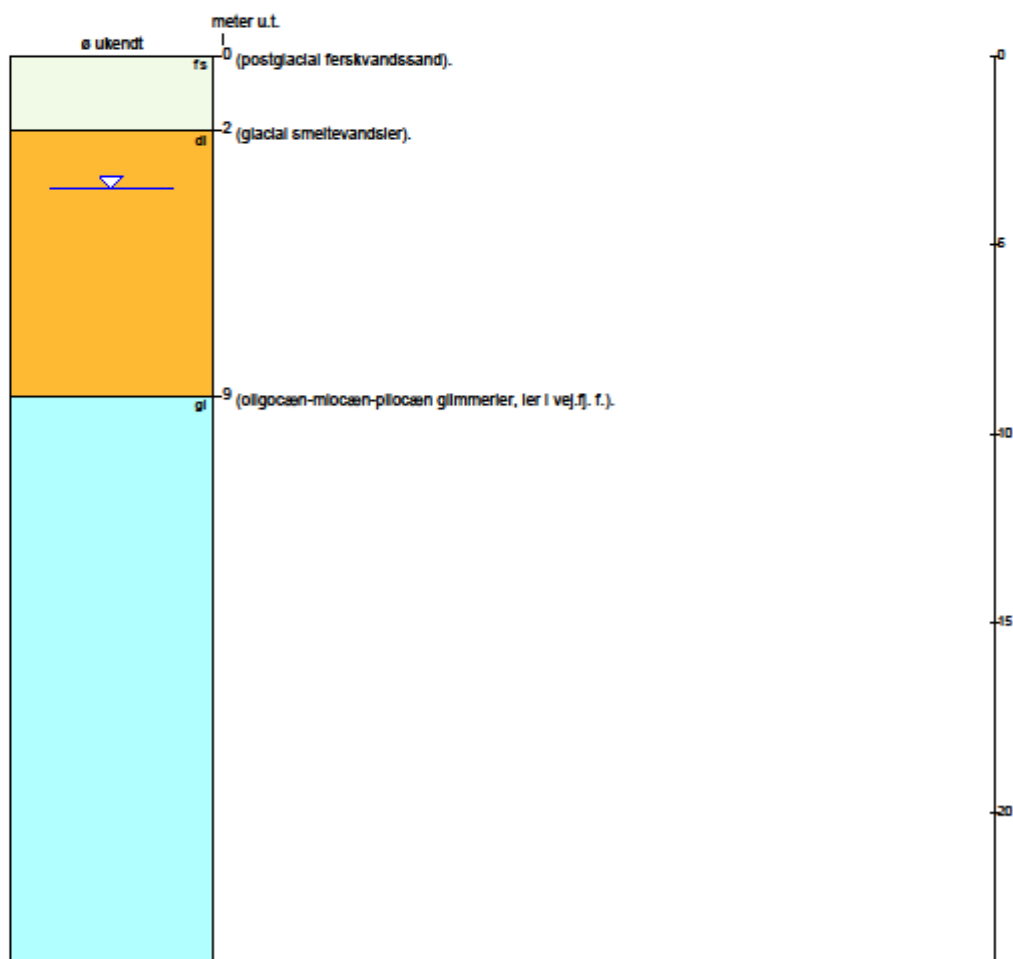 meter u.t.
ø ukendt
0 (postglacial ferskvandssand).
fs
2 (glacial smeltevandsler).
dl
9 (oligocæn-miocæn-pliocæn glimmerler, ler i vej.fj. f.).
gl
0
5
10
15
20